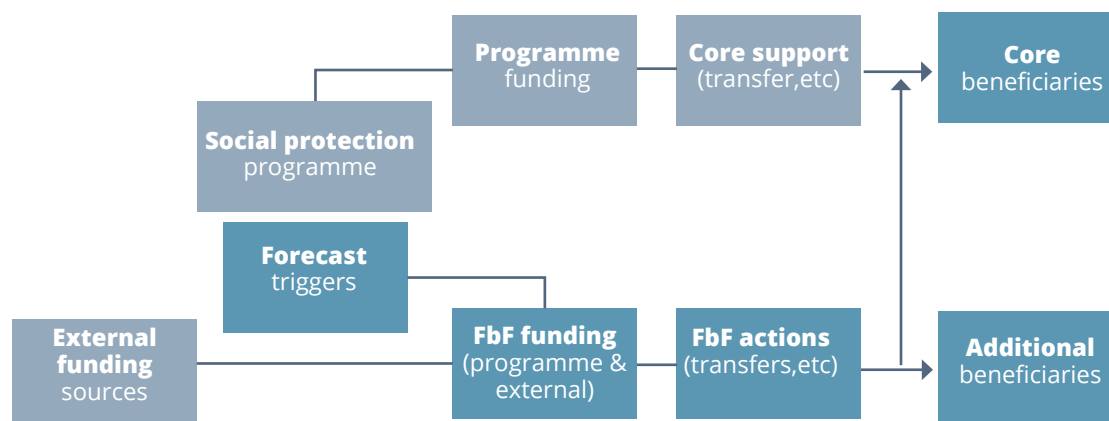 Programme
funding
Core support
(transfer,etc)
Core
beneficiaries
Social protection
programme
Forecast
triggers
External
funding
sources
FbF funding
(programme &
external)
FbF actions
(transfers,etc)
Additional
beneficiaries